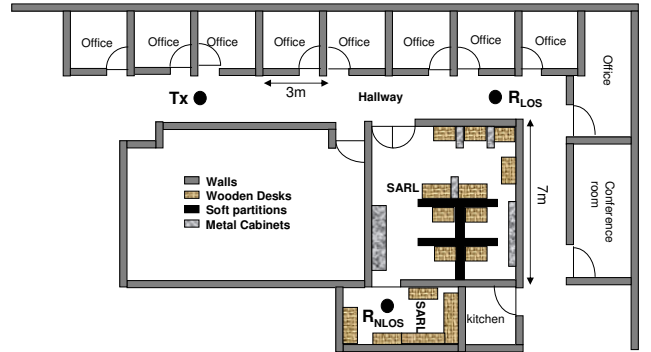 Office
Office
Office
Office
Office
Office
Office
Office
Office
Tx
3m
Hallway
RLOS
Walls
Wooden Desks
Soft partitions
Metal Cabinets
SARL
7m
Conference
room
RNLOS
SARL
kitchen